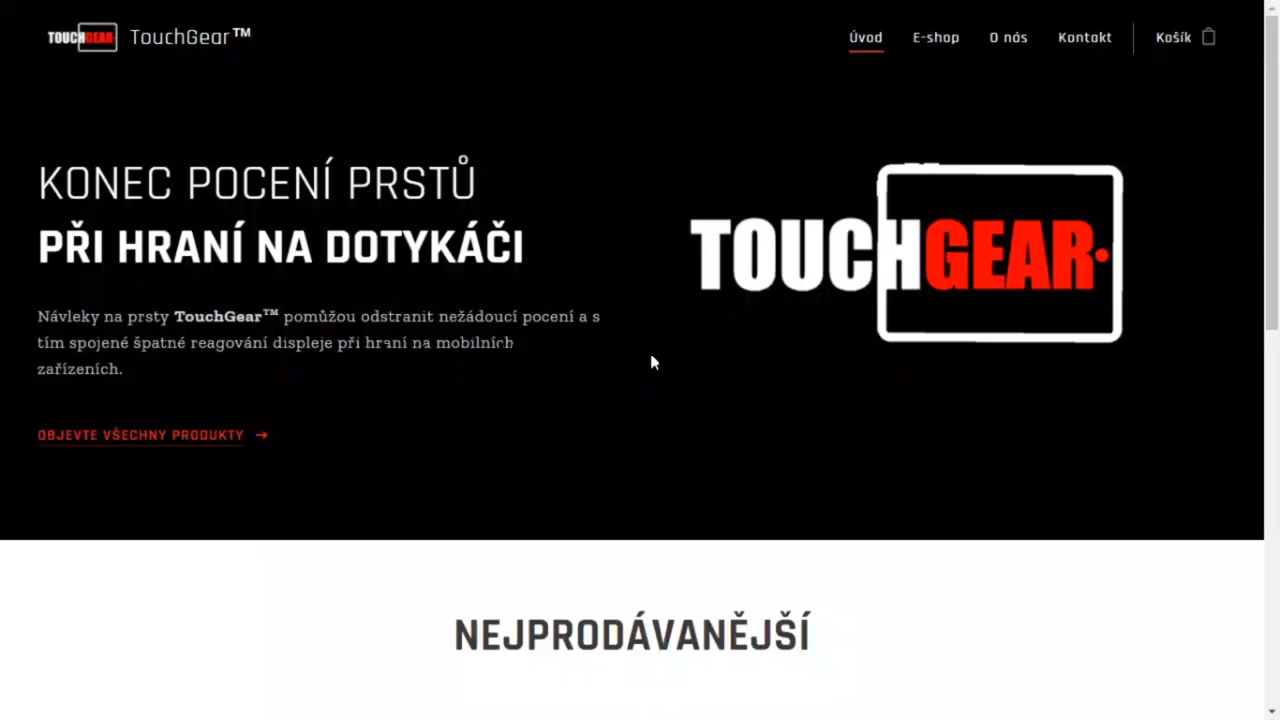 TOUCHGEAR TouchGear™
Úvod E-shop O nás Kontakt Košík
KONEC POCENÍ PRSTŮ
PŘI HRANÍ NA DOTYKÁČI
Návleky na prsty TouchGear™ pomůžou odstranit nežádoucí pocení a s
tím spojené špatné reagování displeje při hraní na mobilních
zařízeních.
OBJEVTE VŠECHNY PRODUKTY →
TOUCHGEAR
NEJPRODÁVANĚJŠÍ